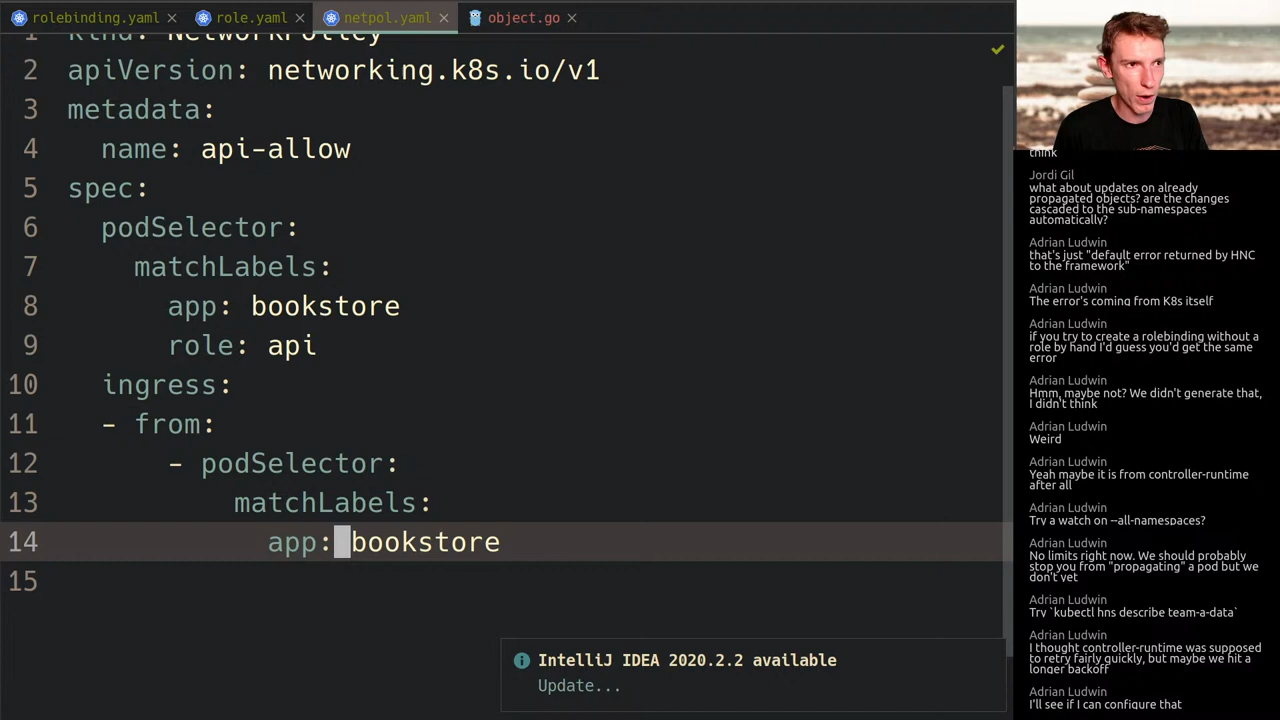 rolebinding.yaml
role.yaml
netpol.yaml
object.go
1 kind: NetworkPolicy
2 apiVersion: networking.k8s.io/v1
3 metadata:
4 name: api-allow
5 spec:
6 podSelector:
7 matchLabels:
8 app: bookstore
9 role: api
10 ingress:
11 - from:
12 - podSelector:
13 matchLabels:
14 app: bookstore
15
IntelliJ IDEA 2020.2.2 available
Update...
think
Jordi Gil
what about updates on already
propagated objects? are the changes
cascaded to the sub-namespaces
automatically?
Adrian Ludwin
that's just "default error returned by HNC
to the framework"
Adrian Ludwin
The error's coming from K8s itself
Adrian Ludwin
if you try to create a rolebinding without a
role by hand I'd guess you'd get the same
error
Adrian Ludwin
Hmm, maybe not? We didn't generate that,
I didn't think
Adrian Ludwin
Weird
Adrian Ludwin
Yeah maybe it is from controller-runtime
after all
Adrian Ludwin
Try a watch on --all-namespaces?
Adrian Ludwin
No limits right now. We should probably
stop you from "propagating" a pod but we
don't yet
Adrian Ludwin
Try `kubectl hns describe team-a-data`
Adrian Ludwin
I thought controller-runtime was supposed
to retry fairly quickly, but maybe we hit a
longer backoff
Adrian Ludwin
I'll see if I can configure that